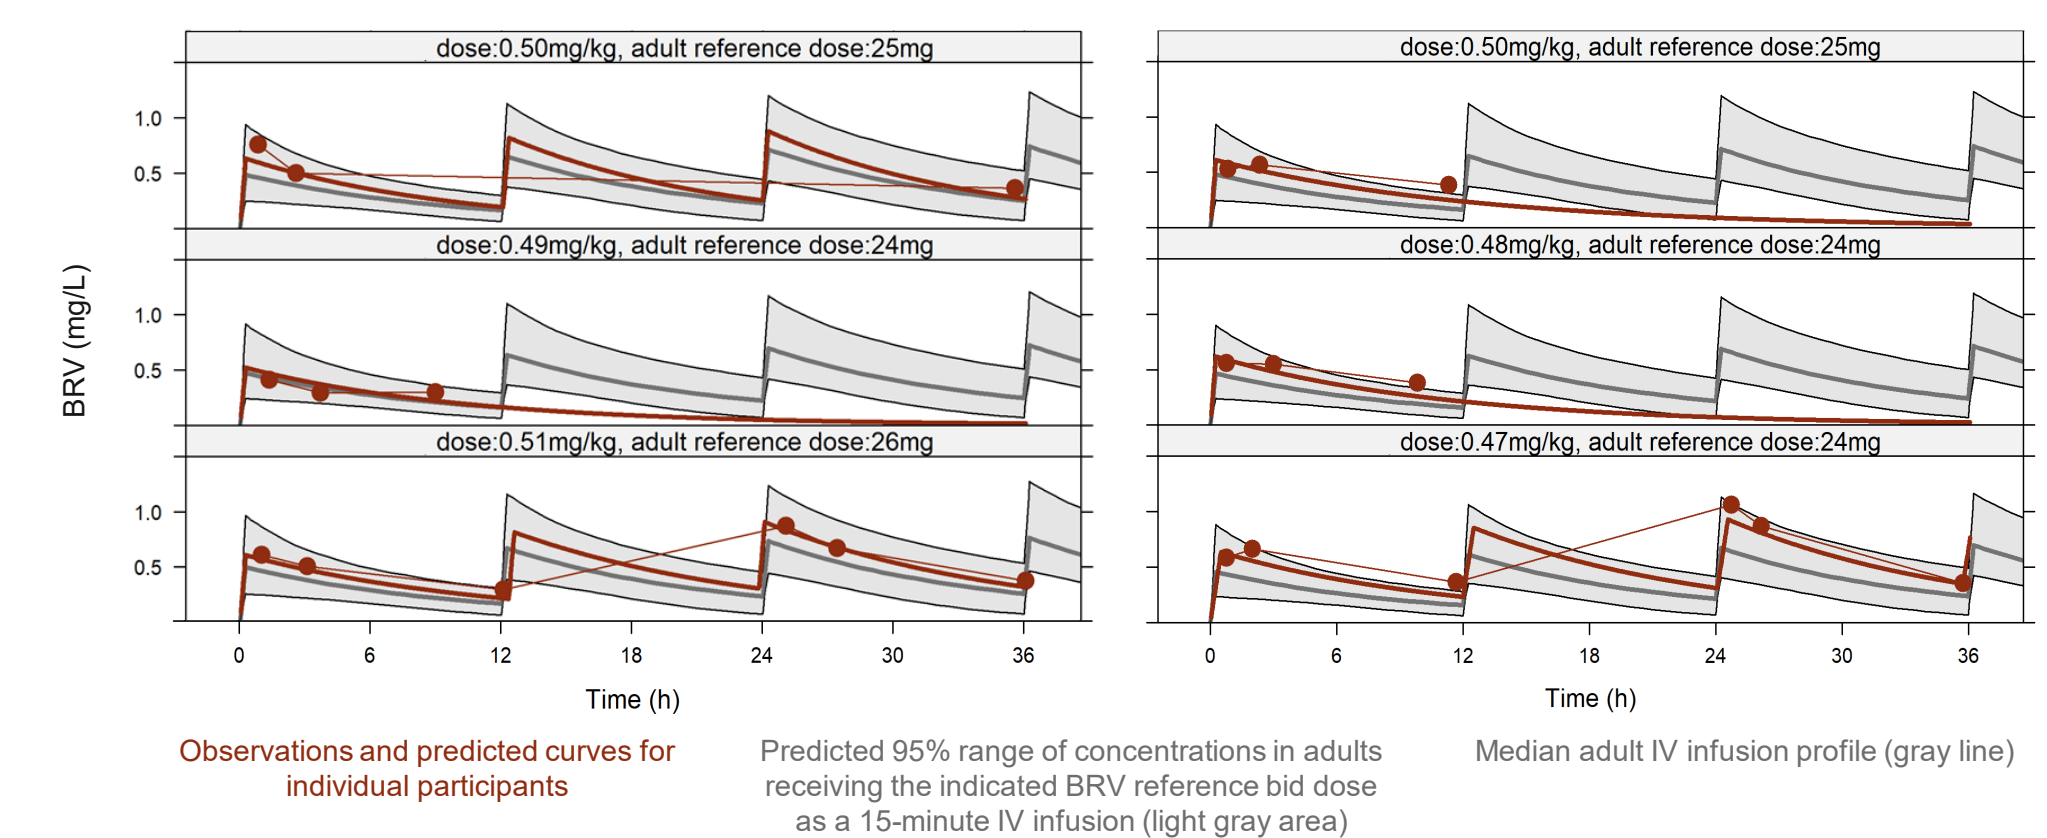 dose:0.50mg/kg, adult reference dose:25mg
dose:0.50mg/kg, adult reference dose:25mg
1.0
0.5
dose:0.49mg/kg, adult reference dose:24mg
dose:0.48mg/kg, adult reference dose:24mg
1.0
0.5
dose:0.51mg/kg, adult reference dose:26mg
dose:0.47mg/kg, adult reference dose:24mg
1.0
0.5
BRV (mg/L)
0 6 12 18 24 30 36
0 6 12 18 24 30 36
Time (h)
Time (h)
Observations and predicted curves for
individual participants
Predicted 95% range of concentrations in adults
receiving the indicated BRV reference bid dose
as a 15-minute IV infusion (light gray area)
Median adult IV infusion profile (gray line)